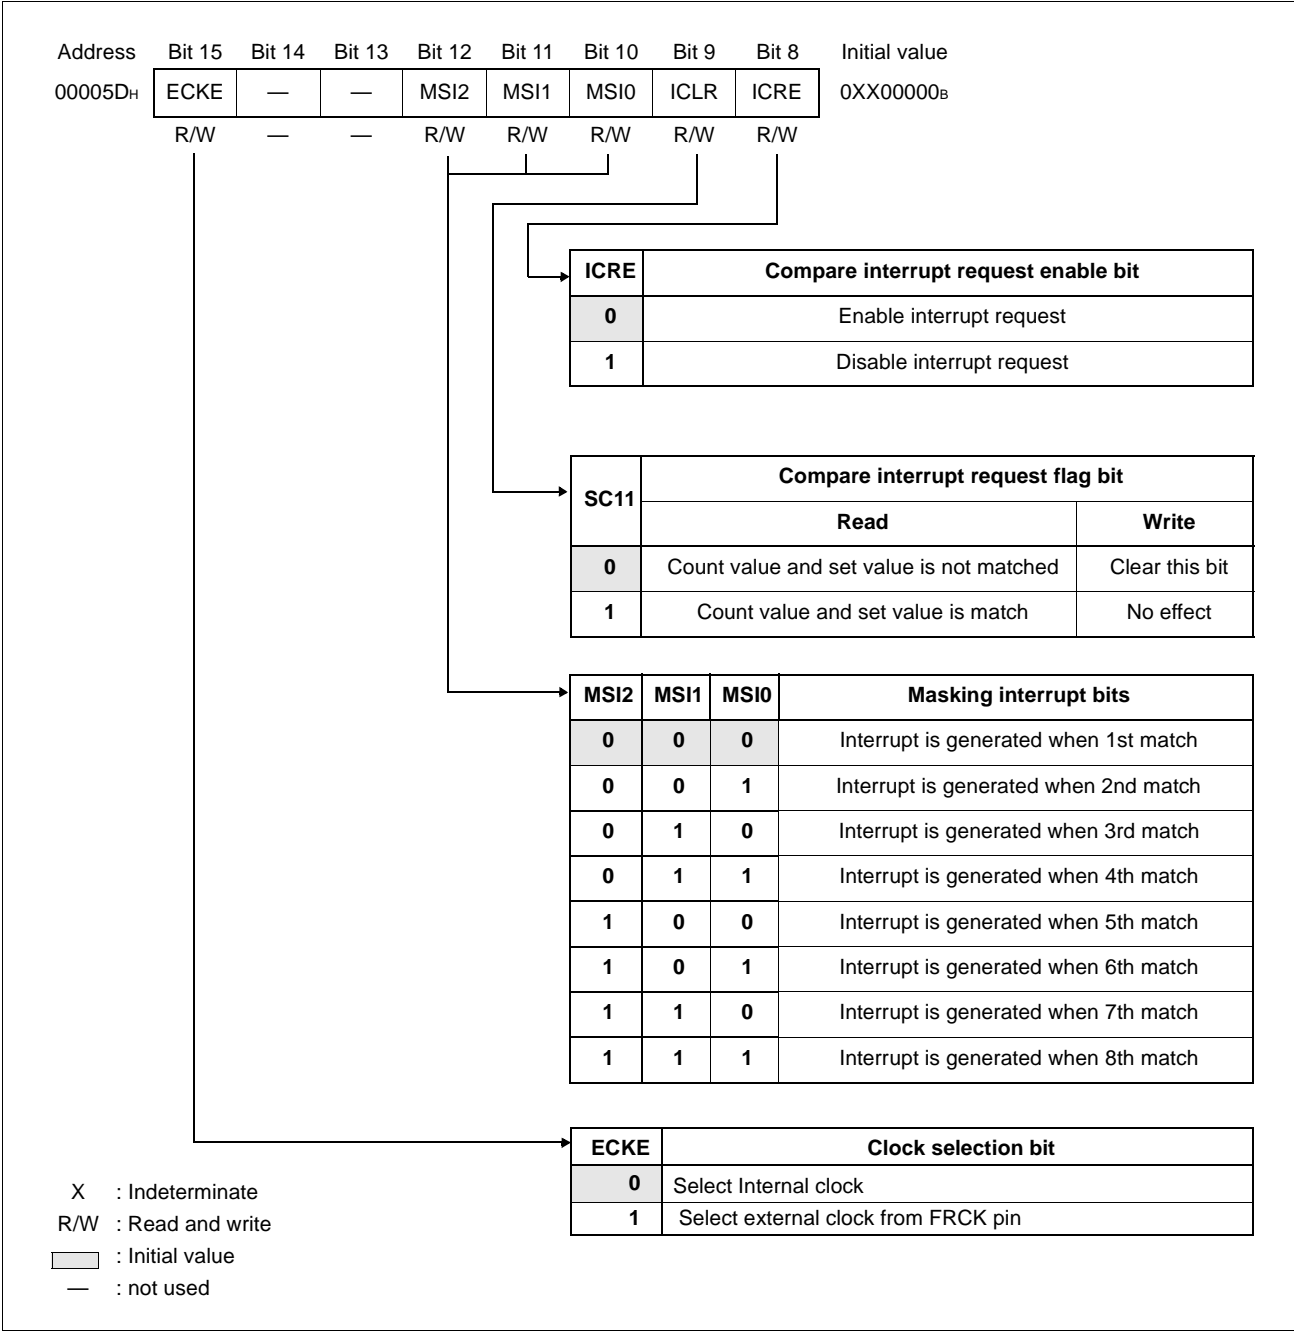 Address Bit 15 Bit 14 Bit 13 Bit 12 Bit 11 Bit 10 Bit 9 Bit 8 Initial value
00005DH ECKE — — MSI2 MSI1 MSI0 ICLR ICRE 0XX00000B
R/W — — R/W R/W R/W R/W R/W
ICRE Compare interrupt request enable bit
0 Enable interrupt request
1 Disable interrupt request
SC11 Compare interrupt request flag bit
Read Write
0 Count value and set value is not matched Clear this bit
1 Count value and set value is match No effect
MSI2 MSI1 MSI0 Masking interrupt bits
0 0 0 Interrupt is generated when 1st match
0 0 1 Interrupt is generated when 2nd match
0 1 0 Interrupt is generated when 3rd match
0 1 1 Interrupt is generated when 4th match
1 0 0 Interrupt is generated when 5th match
1 0 1 Interrupt is generated when 6th match
1 1 0 Interrupt is generated when 7th match
1 1 1 Interrupt is generated when 8th match
ECKE Clock selection bit
0 Select Internal clock
1 Select external clock from FRCK pin
X : Indeterminate
R/W : Read and write
: Initial value
— : not used